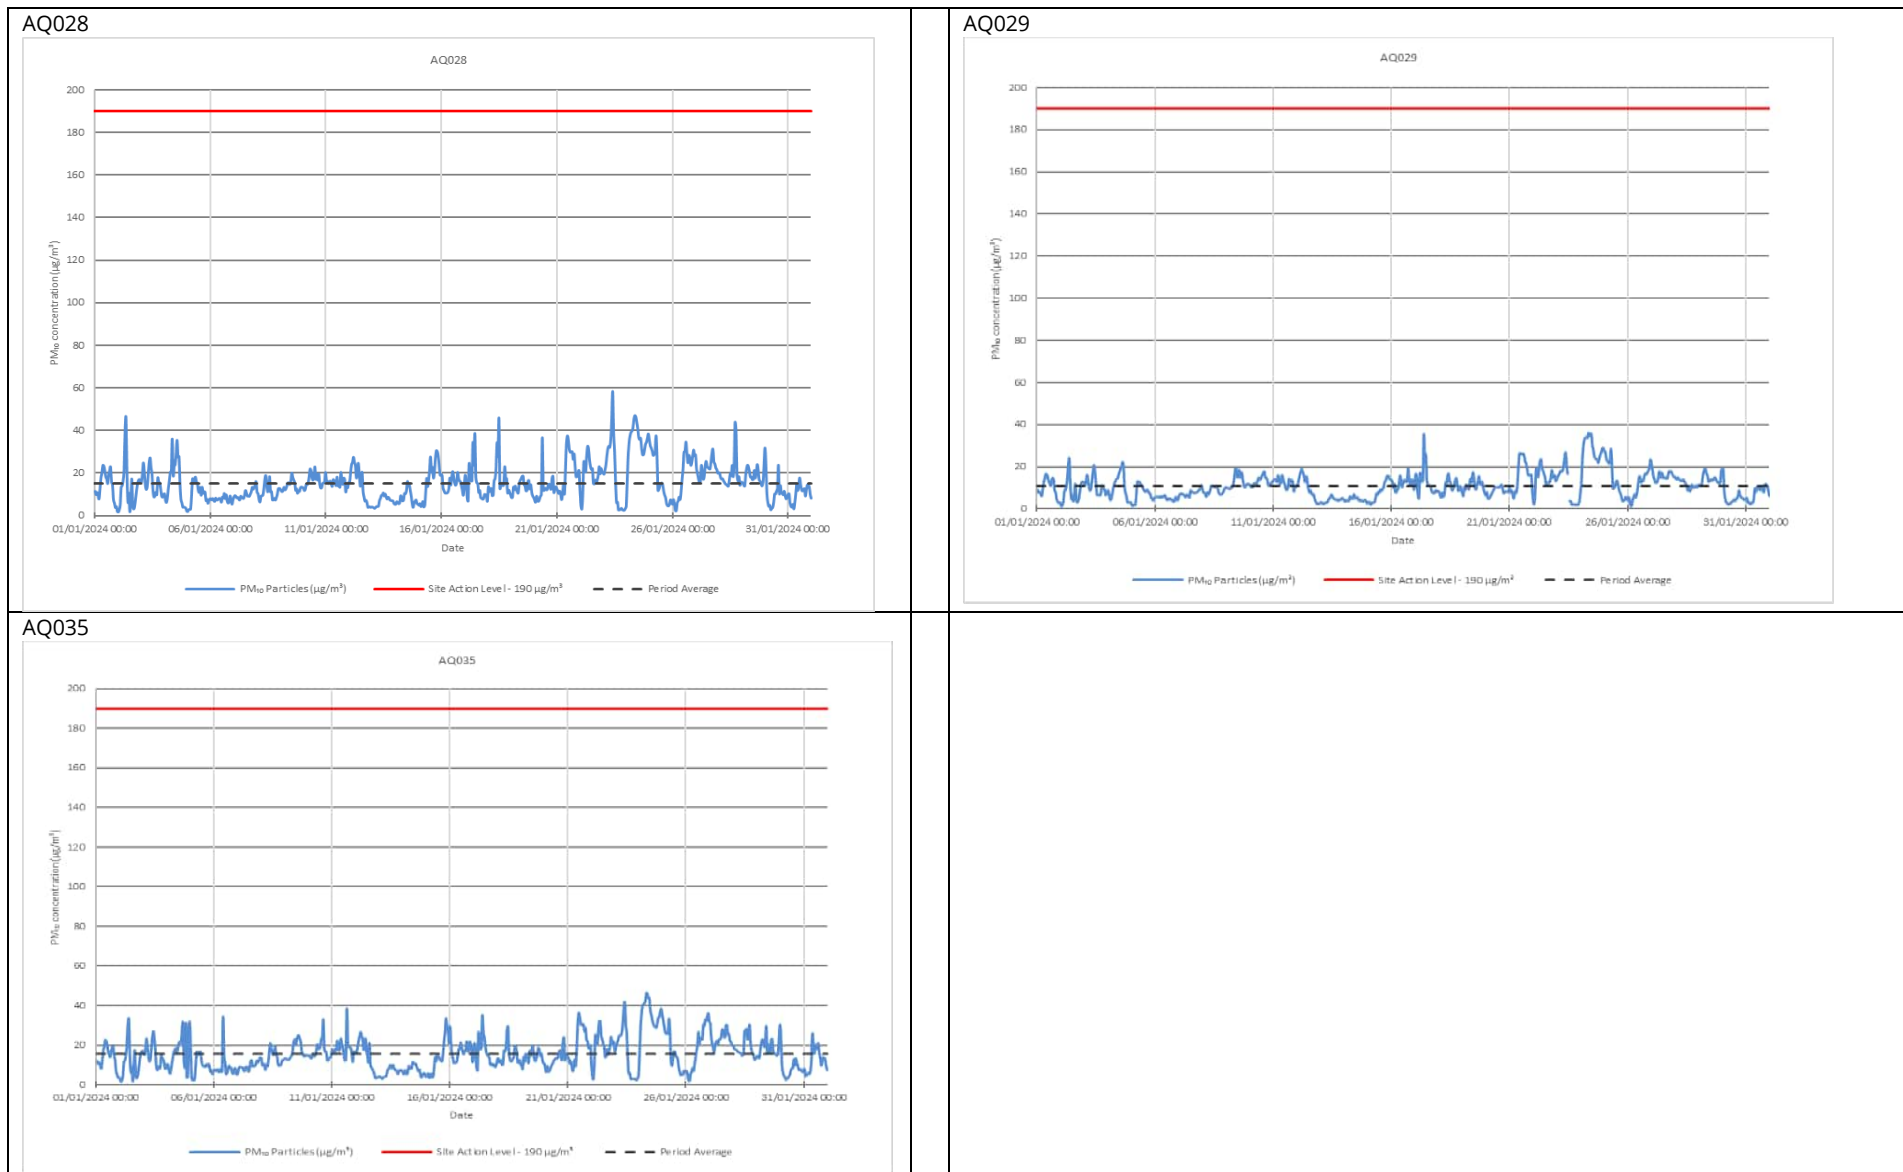 AQ028
AQ028
200
180
160
140
120
100
80
60
40
20
0
PM₁₀ concentration (µg/m³)
01/01/2024 00:00 06/01/2024 00:00 11/01/2024 00:00 16/01/2024 00:00 21/01/2024 00:00 26/01/2024 00:00 31/01/2024 00:00
Date
PM₁₀ Particles (µg/m³) Site Action Level - 190 µg/m³ Period Average
AQ029
AQ029
200
180
160
140
120
100
80
60
40
20
0
PM₁₀ concentration (µg/m³)
01/01/2024 00:00 06/01/2024 00:00 11/01/2024 00:00 16/01/2024 00:00 21/01/2024 00:00 26/01/2024 00:00 31/01/2024 00:00
Date
PM₁₀ Particles (µg/m³) Site Action Level - 190 µg/m³ Period Average
AQ035
AQ035
200
180
160
140
120
100
80
60
40
20
0
PM₁₀ concentration (µg/m³)
01/01/2024 00:00 06/01/2024 00:00 11/01/2024 00:00 16/01/2024 00:00 21/01/2024 00:00 26/01/2024 00:00 31/01/2024 00:00
Date
PM₁₀ Particles (µg/m³) Site Action Level - 190 µg/m³ Period Average